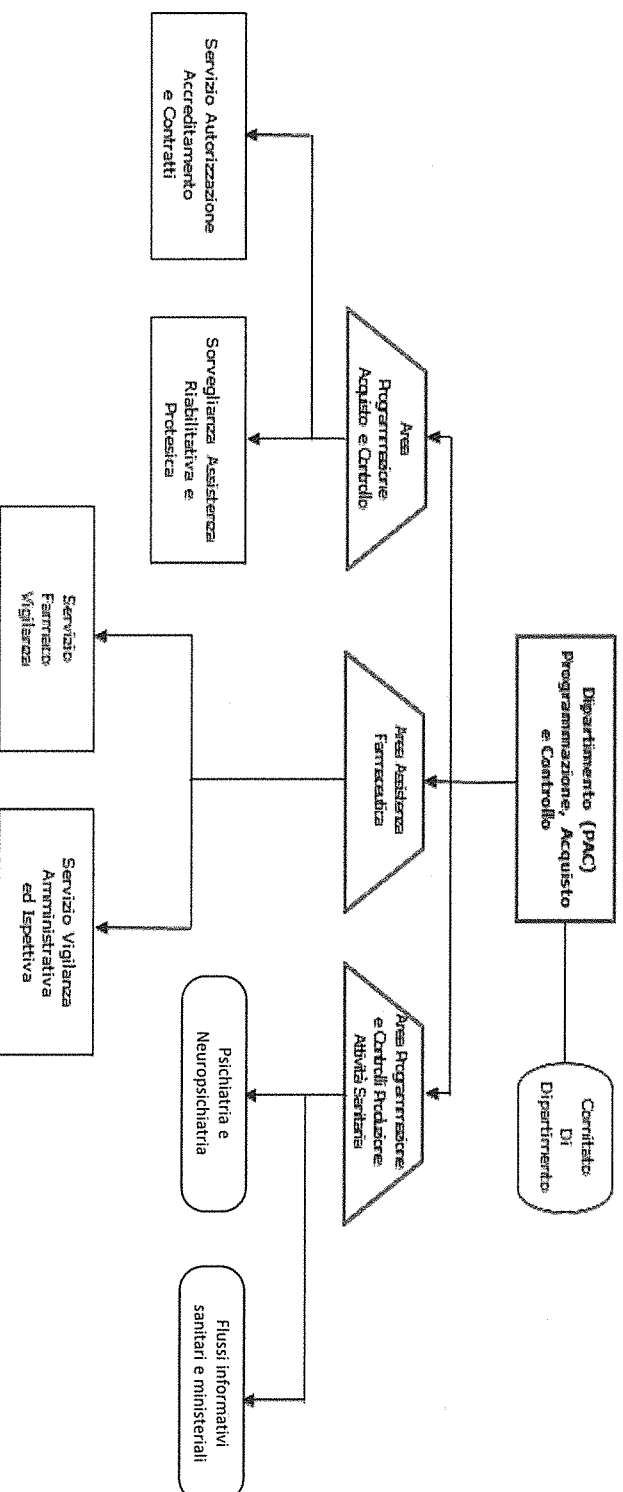 Dipartimento (PAC)
Programmazione, Acquisto
e Controllo
Comitato
Di
Dipartimento
Area
Programmazione
Acquisto e Controllo
Area Assistenza
Farmaceutica
Area Programmazione
e Controlli Produzione
Attività Sanitaria
Servizio Autorizzazione
Accreditamento
e Contratti
Sorveglianza Assistenza
Riabilitativa e
Protesica
Psichiatria e
Neuropsichiatria
Flussi informativi
sanitari e ministeriali
Servizio
Farmaco
Vigilanza
Servizio Vigilanza
Amministrativa
ed Ispettiva